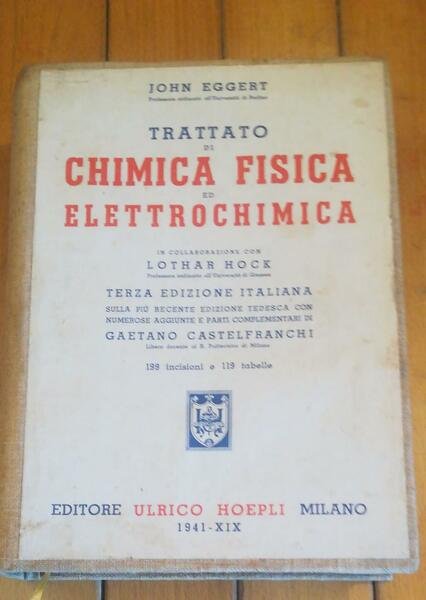 JOHN EGGERT
Professore ordinario all'Università di Berlino
TRATTATO
DI
CHIMICA FISICA
ED
ELETTROCHIMICA
IN COLLABORAZIONE CON
LOTHAR HOCK
Professore ordinario all'Università di Giessen
TERZA EDIZIONE ITALIANA
SULLA PIÙ RECENTE EDIZIONE TEDESCA CON
NUMEROSE AGGIUNTE E PARTI COMPLEMENTARI DI
GAETANO CASTELFRANCHI
Libero docente al R. Politecnico di Milano
199 incisioni e 119 tabelle
EDITORE ULRICO HOEPLI MILANO
1941-XIX